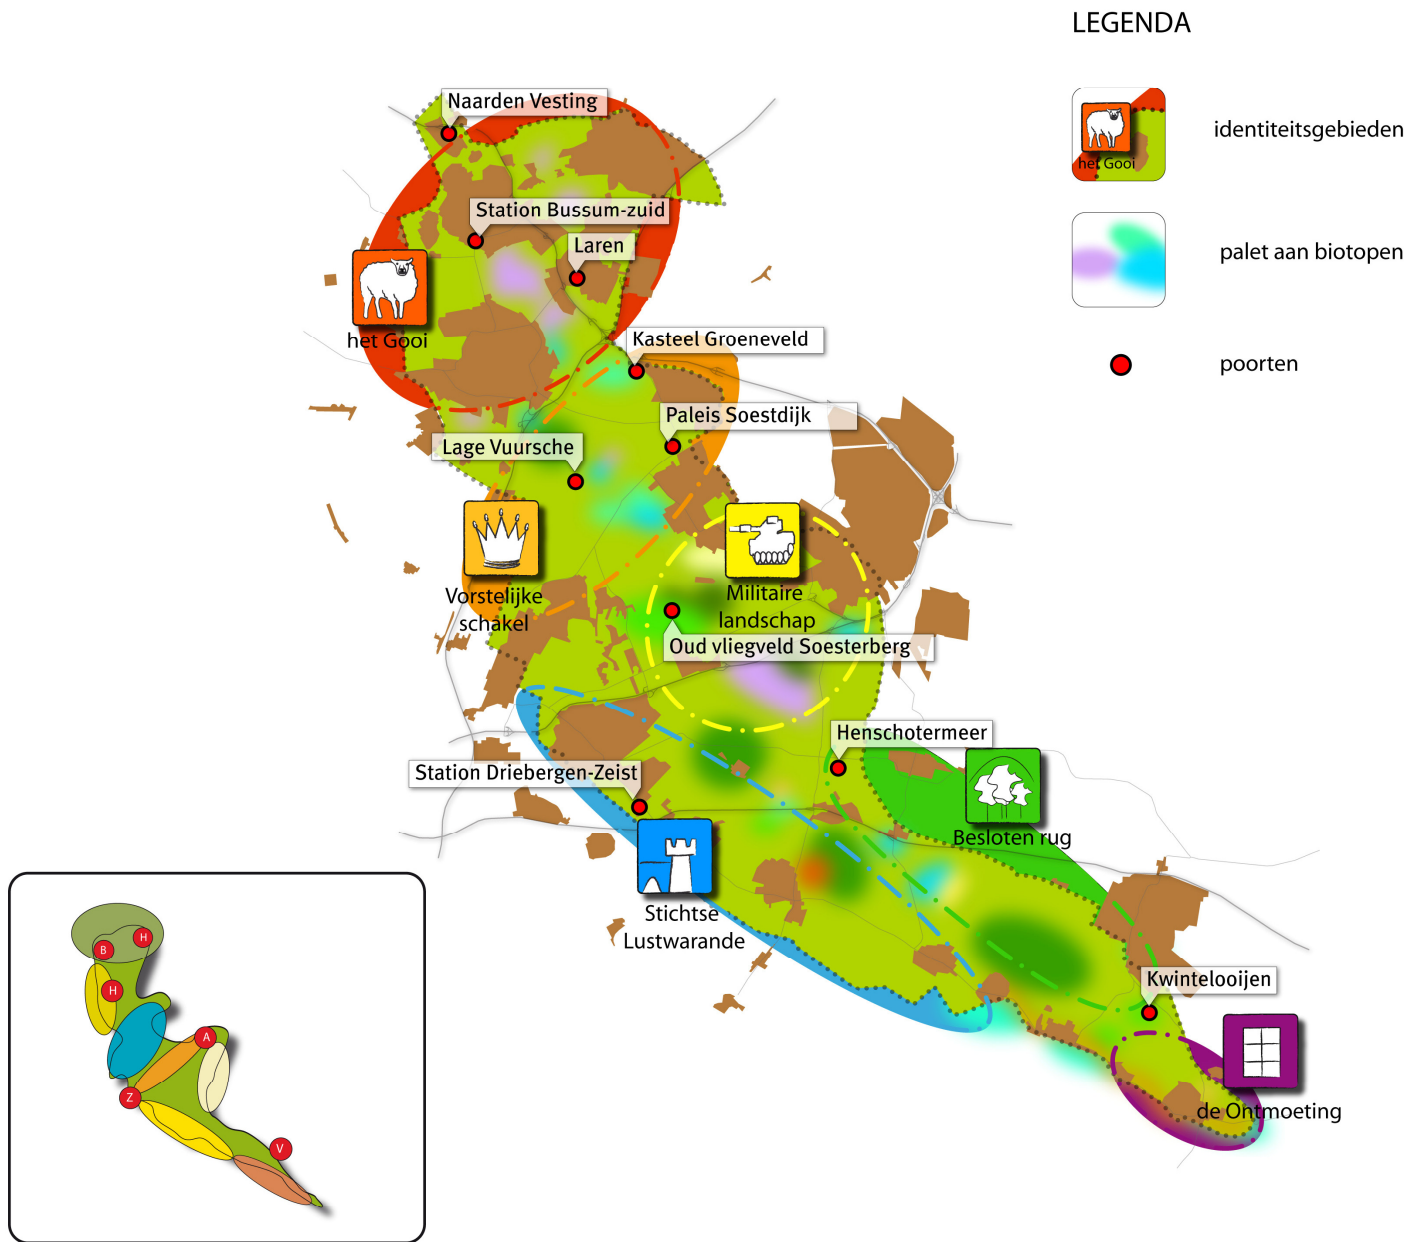 LEGENDA
het Gooi
identiteitsgebieden
palet aan biotopen
poorten
Naarden Vesting
Station Bussum-zuid
Laren
het Gooi
Kasteel Groeneveld
Paleis Soestdijk
Lage Vuursche
Vorstelijke
schakel
Militaire
landschap
Oud vliegveld Soesterberg
Henschotermeer
Station Driebergen-Zeist
Besloten rug
Stichtse
Lustwarande
Kwintelooijen
de Ontmoeting
B
H
H
A
Z
V